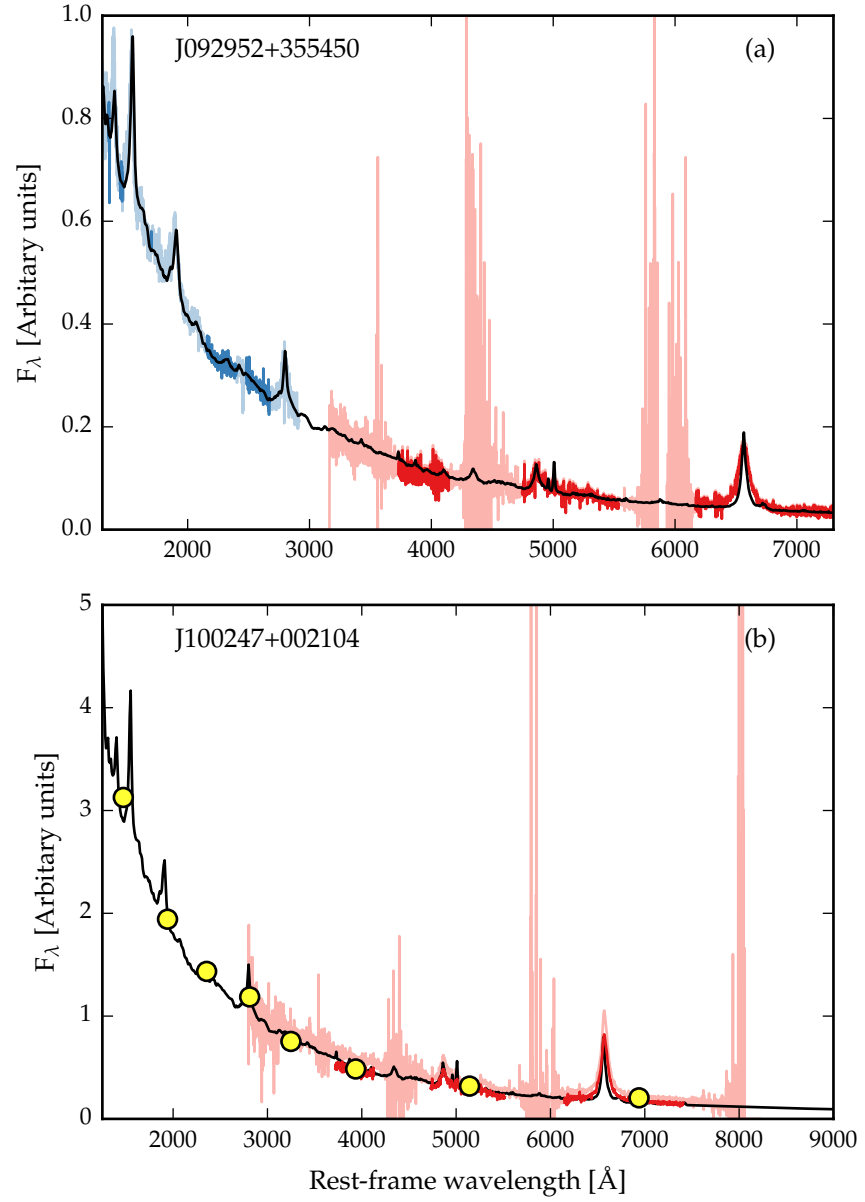 J092952+355450
(a)
F_λ [Arbitary units]
1.0
0.8
0.6
0.4
0.2
0.0
2000 3000 4000 5000 6000 7000
J100247+002104
(b)
F_λ [Arbitary units]
5
4
3
2
1
0
2000 3000 4000 5000 6000 7000 8000 9000
Rest-frame wavelength [Å]